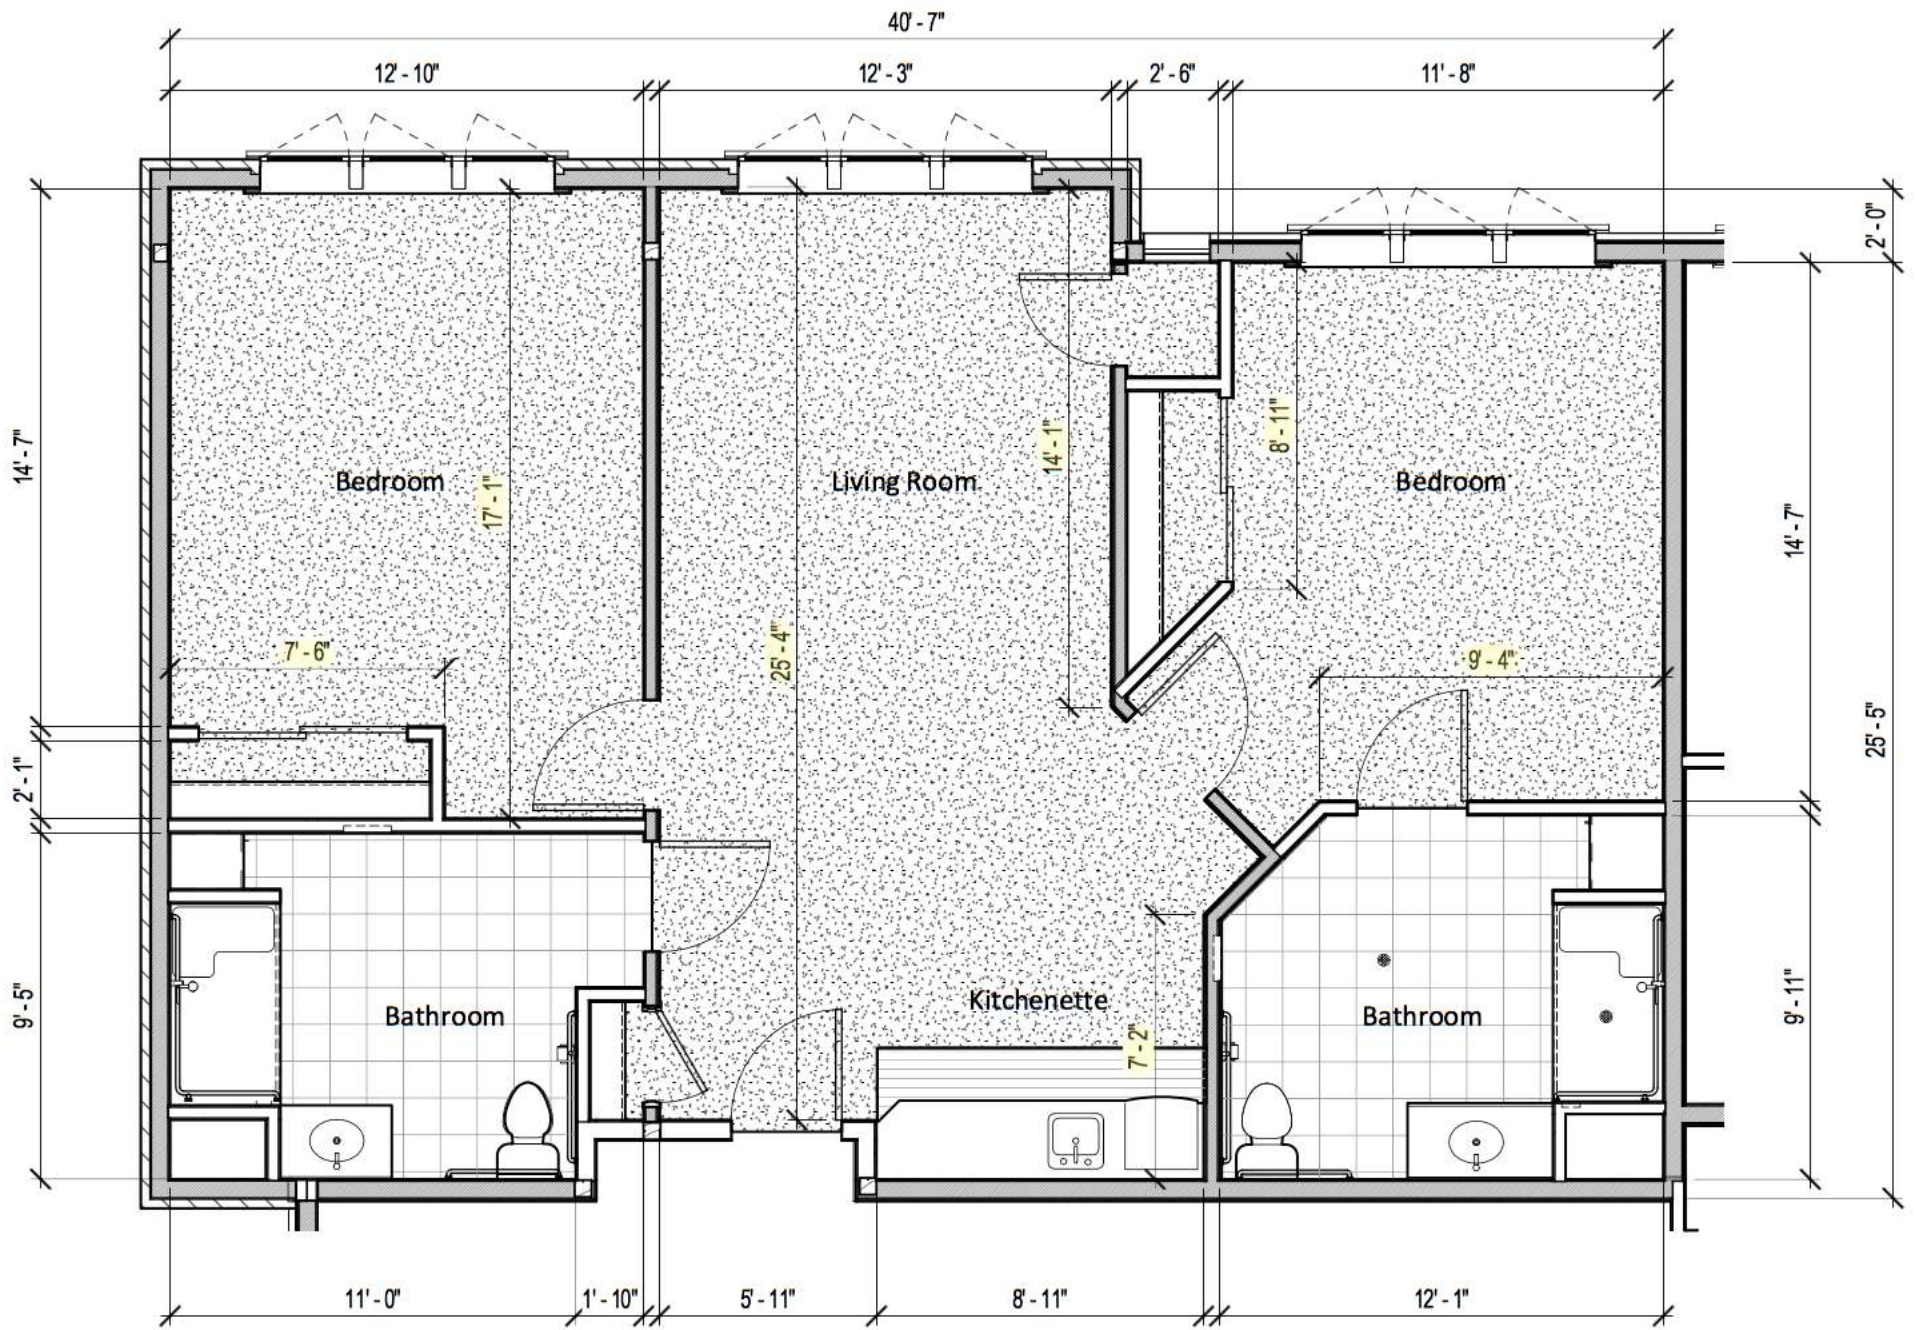 40' - 7"
12' - 10"
12' - 3"
2' - 6"
11' - 8"
2' - 0"
14' - 7"
Bedroom
17' - 1"
Living Room
14' - 1"
8' - 11"
Bedroom
14' - 7"
7' - 6"
25' - 4"
9' - 4"
25' - 5"
2' - 1"
9' - 5"
Bathroom
Kitchenette
7' - 2"
Bathroom
9' - 11"
11' - 0"
1' - 10"
5' - 11"
8' - 11"
12' - 1"